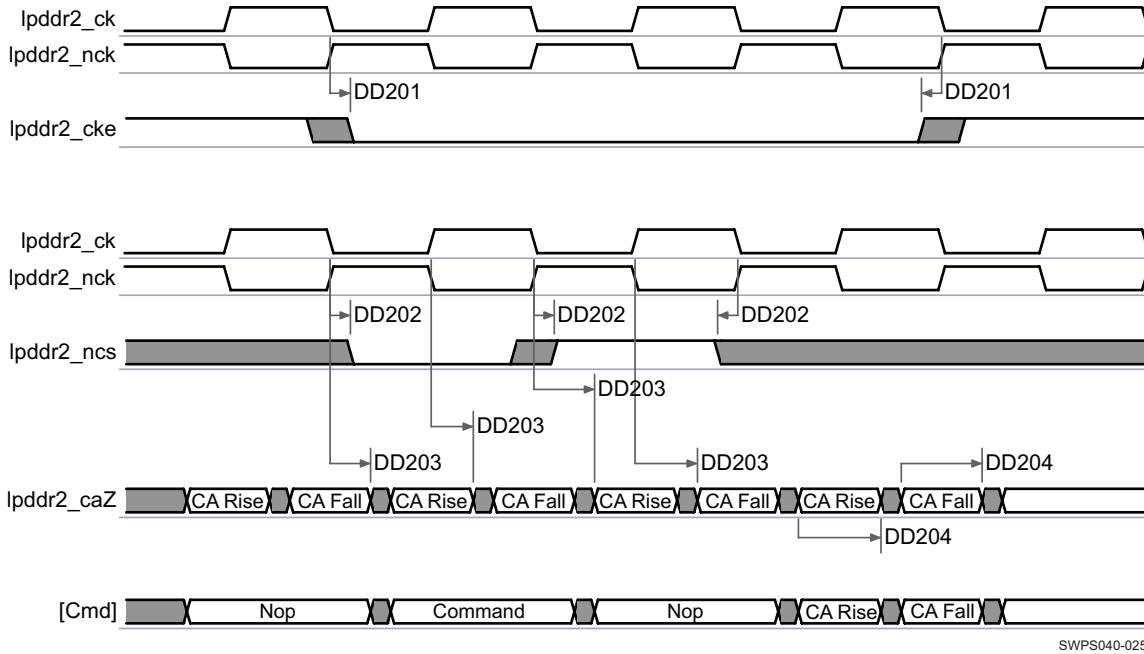 lpddr2_ck
lpddr2_nck
DD201 DD201
lpddr2_cke
lpddr2_ck
lpddr2_nck
DD202 DD202 DD202
lpddr2_ncs
DD203
DD203
DD203 DD203 DD204
lpddr2_caZ CA Rise CA Fall CA Rise CA Fall CA Rise CA Fall CA Rise CA Fall
DD204
[Cmd] Nop Command Nop CA Rise CA Fall
SWPS040-025